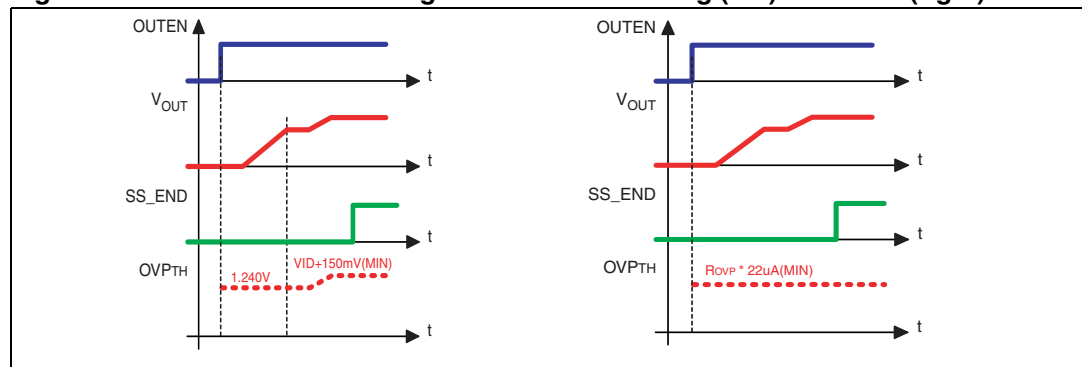 OUTEN
t
VOUT
t
SS_END
t
OVPTH
1.240V
VID+150mV(MIN)
t
OUTEN
t
VOUT
t
SS_END
t
OVPTH
ROVP * 22uA(MIN)
t